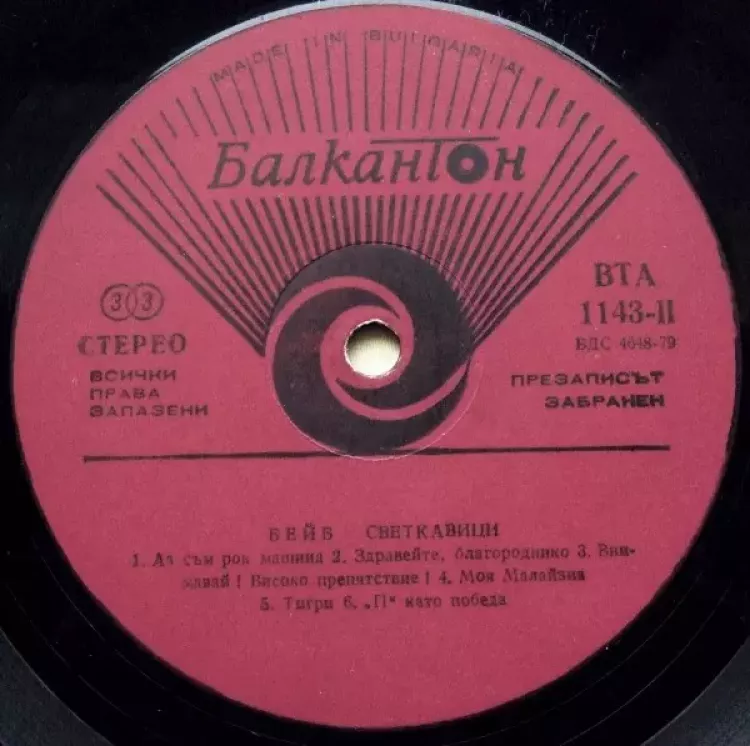 MADE IN BULGARIA
Балкантон
33
СТЕРЕО
ВСИЧКИ
ПРАВА
ЗАПАЗЕНИ
ВТА
1143-II
БДС 4648-79
ПРЕЗАПИСЪТ
ЗАБРАНЕН
БЕЙБ СВЕТКАВИЦИ
1. Аз съм рок машина 2. Здравейте, благороднико 3. Вни-
мавай! Високо препятствие! 4. Моя Малайзия
5. Тигри 6. „П“ като победа